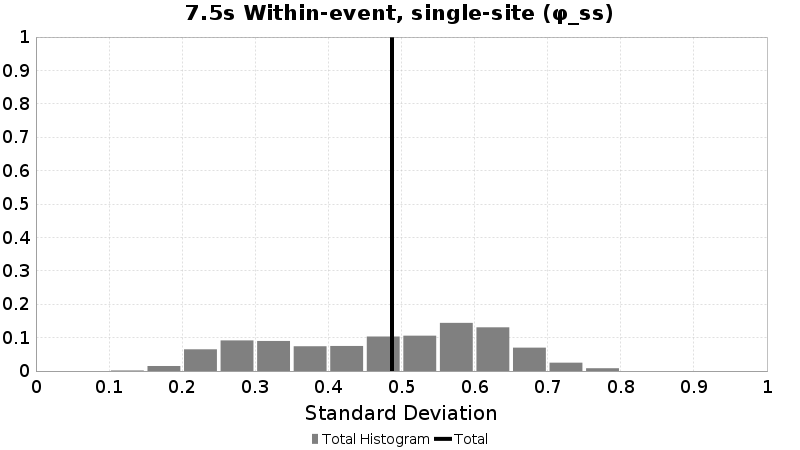 7.5s Within-event, single-site (φ_ss)
1
0.9
0.8
0.7
0.6
0.5
0.4
0.3
0.2
0.1
0
0 0.1 0.2 0.3 0.4 0.5 0.6 0.7 0.8 0.9 1
Standard Deviation
Total Histogram Total